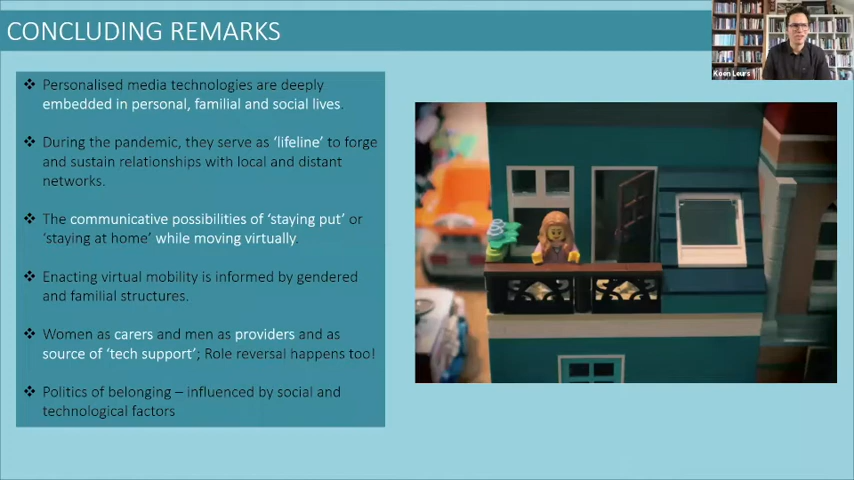 CONCLUDING REMARKS
Koen Leurs
❖ Personalised media technologies are deeply
embedded in personal, familial and social lives.
❖ During the pandemic, they serve as ‘lifeline’ to forge
and sustain relationships with local and distant
networks.
❖ The communicative possibilities of ‘staying put’ or
‘staying at home’ while moving virtually.
❖ Enacting virtual mobility is informed by gendered
and familial structures.
❖ Women as carers and men as providers and as
source of ‘tech support’; Role reversal happens too!
❖ Politics of belonging – influenced by social and
technological factors